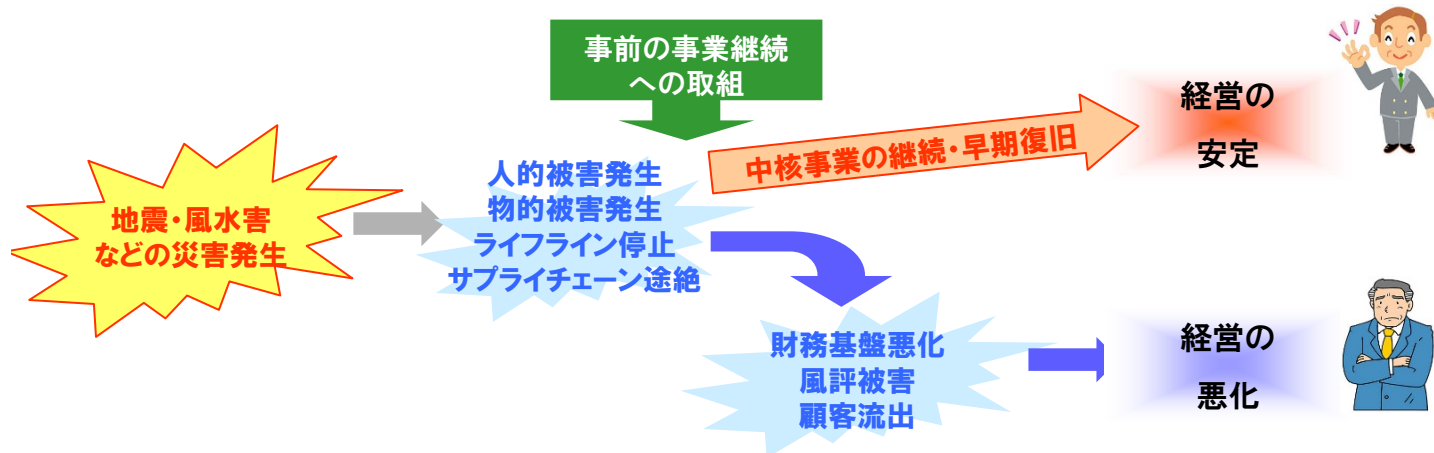 事前の事業継続
への取組
経営の
安定
中核事業の継続・早期復旧
人的被害発生
物的被害発生
ライフライン停止
サプライチェーン途絶
地震・風水害
などの災害発生
財務基盤悪化
風評被害
顧客流出
経営の
悪化